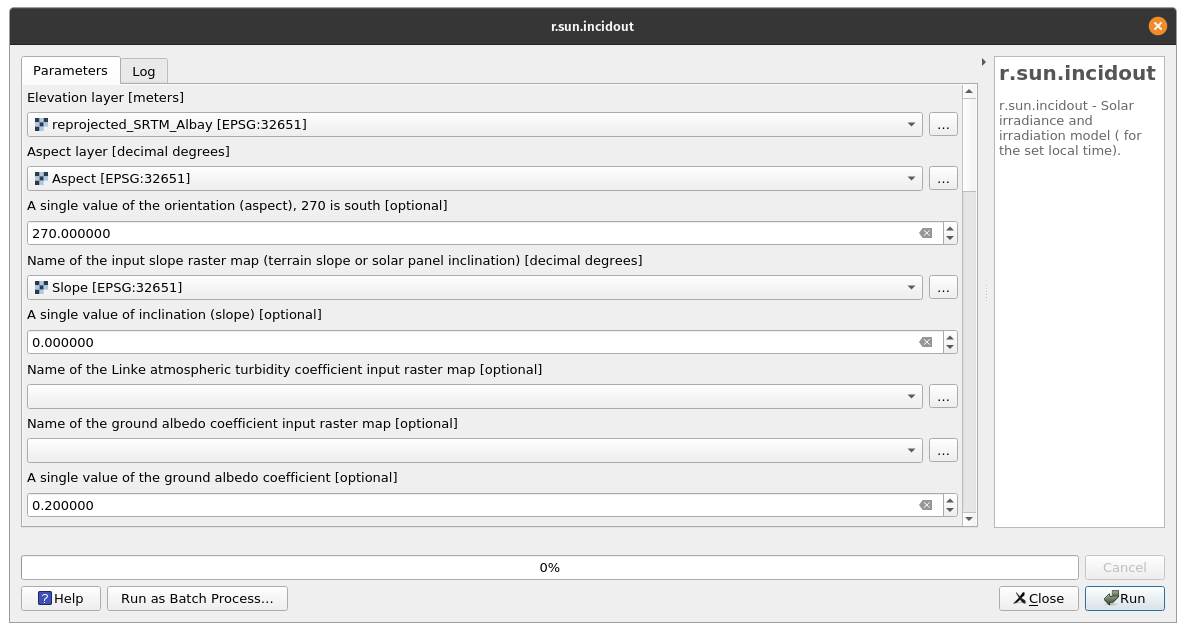 r.sun.incidout
Parameters
Log
Elevation layer [meters]
reprojected_SRTM_Albay [EPSG:32651]
...
Aspect layer [decimal degrees]
Aspect [EPSG:32651]
...
A single value of the orientation (aspect), 270 is south [optional]
270.000000
Name of the input slope raster map (terrain slope or solar panel inclination) [decimal degrees]
Slope [EPSG:32651]
...
A single value of inclination (slope) [optional]
0.000000
Name of the Linke atmospheric turbidity coefficient input raster map [optional]
...
Name of the ground albedo coefficient input raster map [optional]
...
A single value of the ground albedo coefficient [optional]
0.200000
r.sun.incidout
r.sun.incidout - Solar
irradiance and
irradiation model ( for
the set local time).
0%
Cancel
? Help
Run as Batch Process...
Close
Run